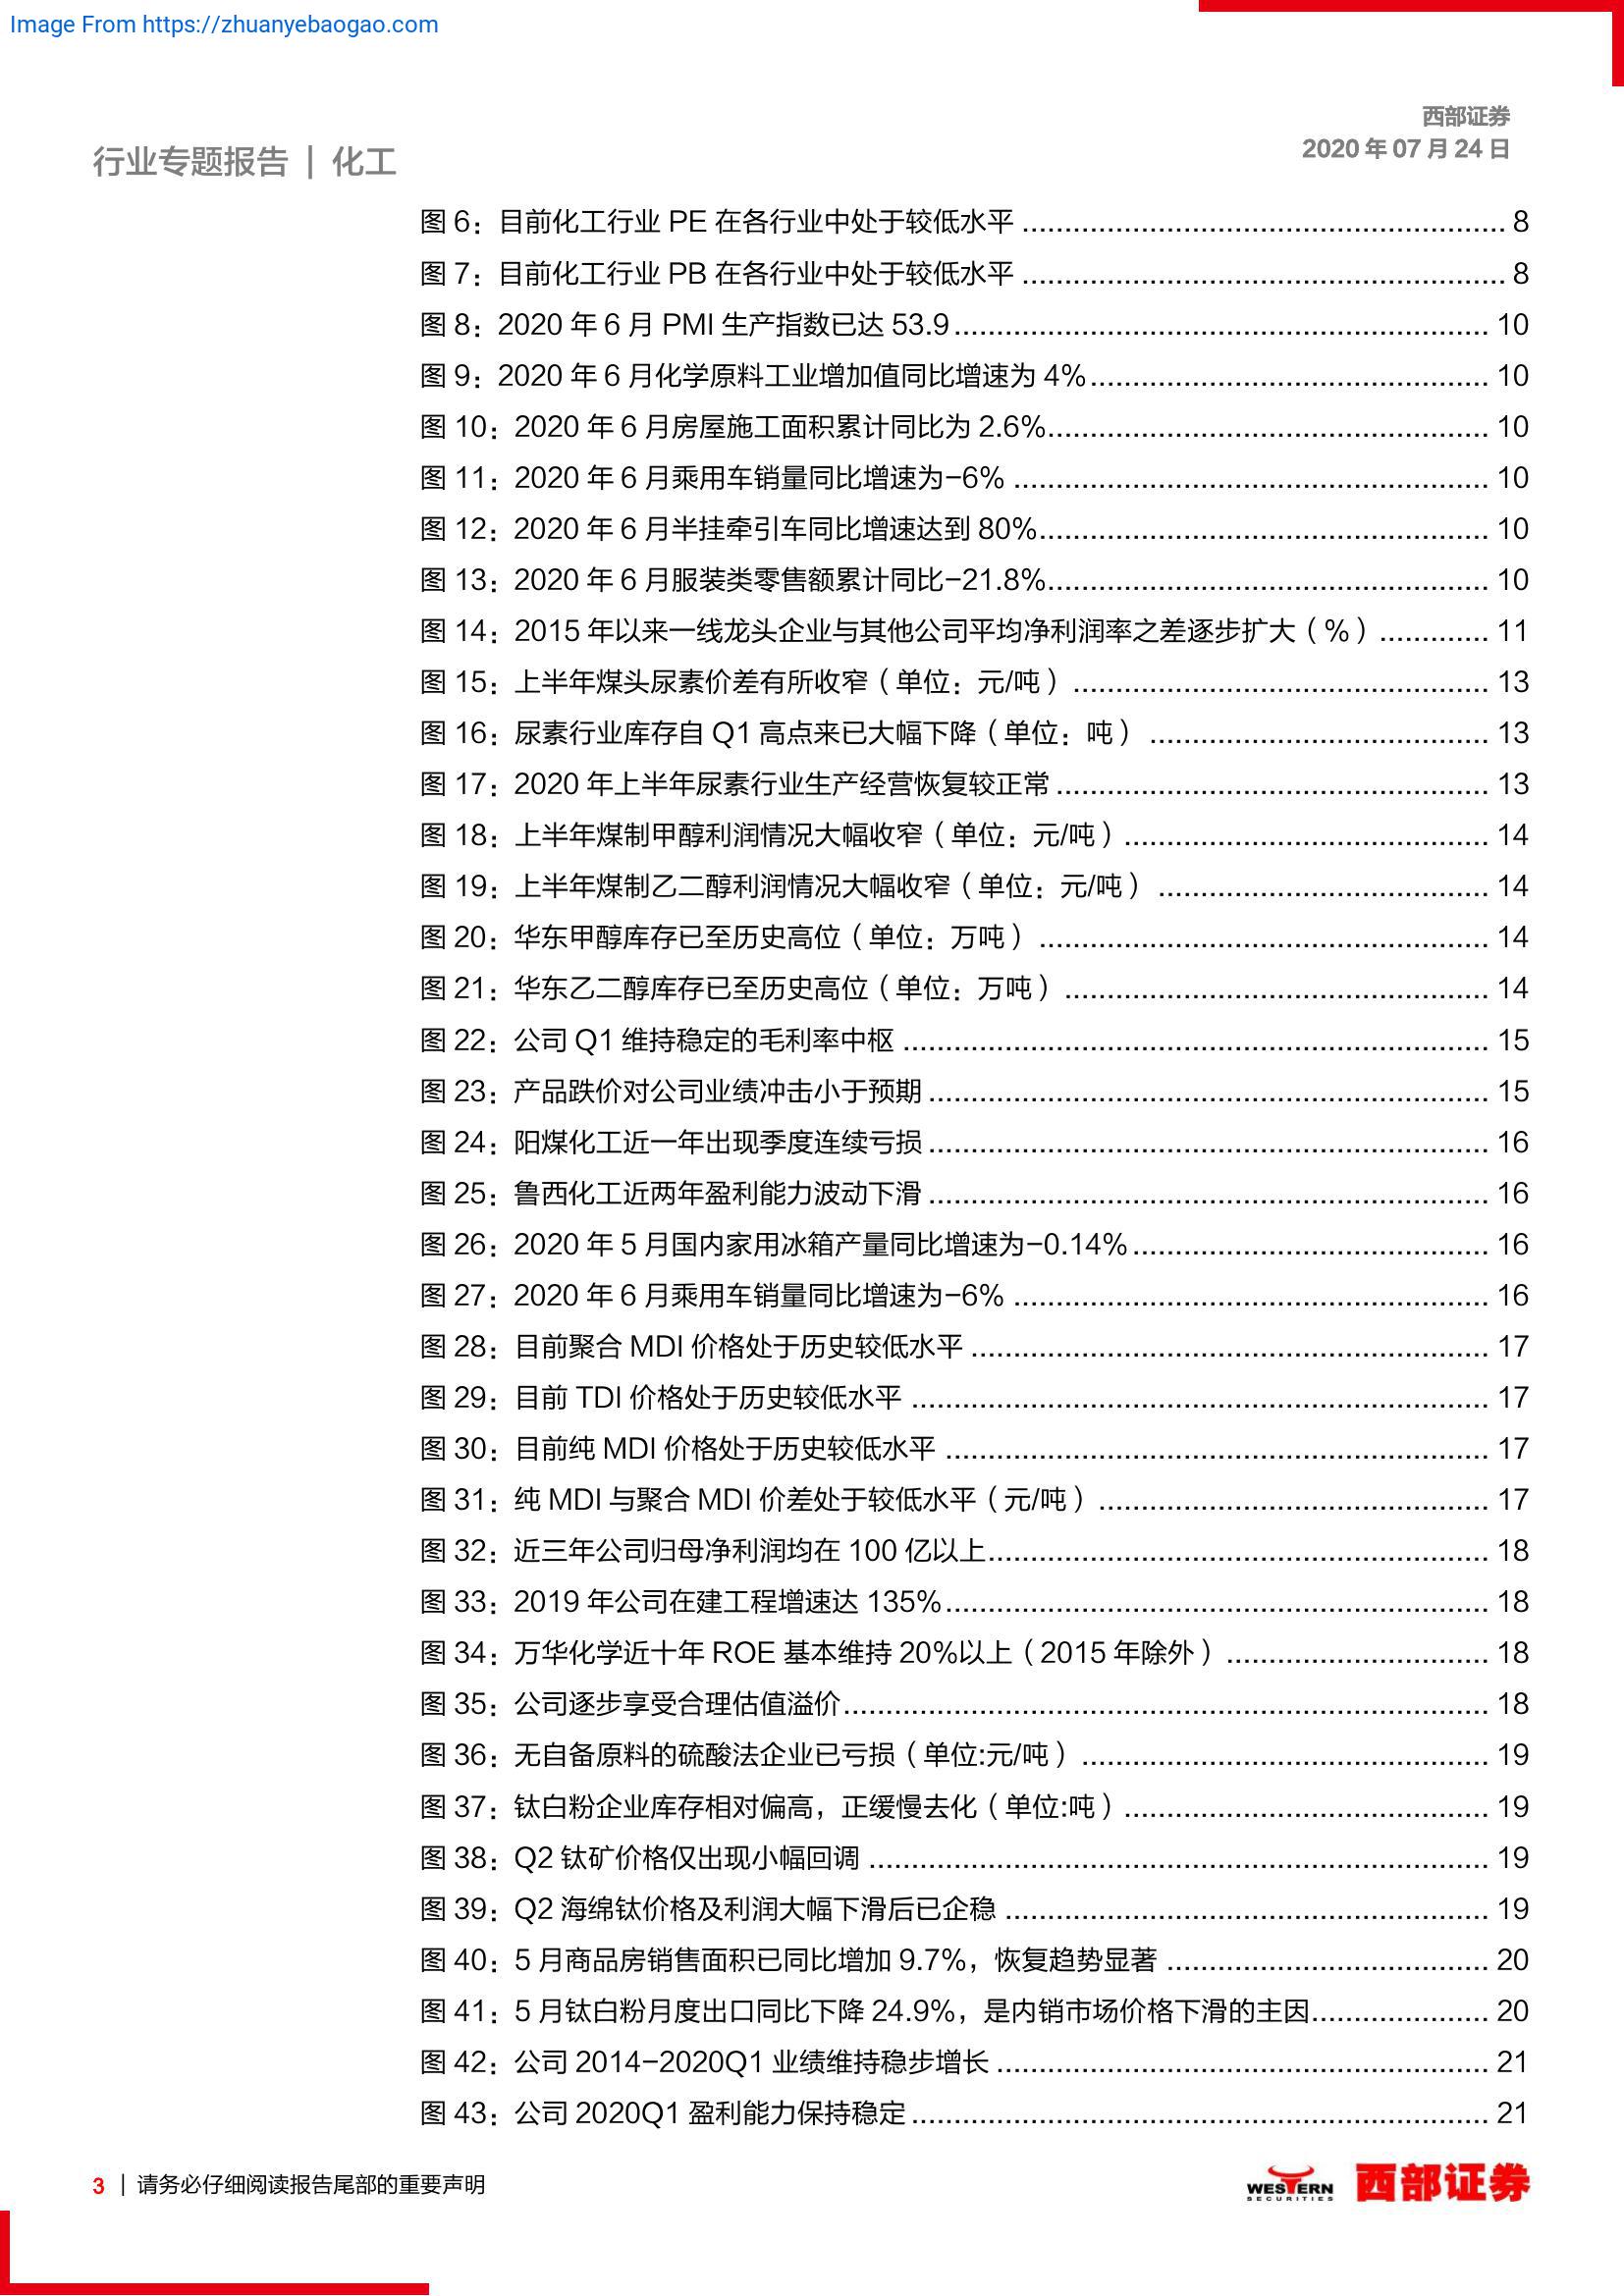 Image From https://zhuanyebaogao.com
西部证券
2020 年 07 月 24 日
行业专题报告 | 化工
图 6：目前化工行业 PE 在各行业中处于较低水平 ........................................................ 8
图 7：目前化工行业 PB 在各行业中处于较低水平 ........................................................ 8
图 8：2020 年 6 月 PMI 生产指数已达 53.9 ............................................................... 10
图 9：2020 年 6 月化学原料工业增加值同比增速为 4% ............................................... 10
图 10：2020 年 6 月房屋施工面积累计同比为 2.6% .................................................... 10
图 11：2020 年 6 月乘用车销量同比增速为-6% ........................................................ 10
图 12：2020 年 6 月半挂牵引车同比增速达到 80% ..................................................... 10
图 13：2020 年 6 月服装类零售额累计同比-21.8% .................................................... 10
图 14：2015 年以来一线龙头企业与其他公司平均净利润率之差逐步扩大（%） ............. 11
图 15：上半年煤头尿素价差有所收窄（单位：元/吨） ................................................. 13
图 16：尿素行业库存自 Q1 高点来已大幅下降（单位：吨） ........................................ 13
图 17：2020 年上半年尿素行业生产经营恢复较正常 ................................................... 13
图 18：上半年煤制甲醇利润情况大幅收窄（单位：元/吨） ........................................... 14
图 19：上半年煤制乙二醇利润情况大幅收窄（单位：元/吨） ....................................... 14
图 20：华东甲醇库存已至历史高位（单位：万吨） ..................................................... 14
图 21：华东乙二醇库存已至历史高位（单位：万吨） .................................................. 14
图 22：公司 Q1 维持稳定的毛利率中枢 ..................................................................... 15
图 23：产品跌价对公司业绩冲击小于预期 .................................................................. 15
图 24：阳煤化工近一年出现季度连续亏损 .................................................................. 16
图 25：鲁西化工近两年盈利能力波动下滑 .................................................................. 16
图 26：2020 年 5 月国内家用冰箱产量同比增速为-0.14% .......................................... 16
图 27：2020 年 6 月乘用车销量同比增速为-6% ........................................................ 16
图 28：目前聚合 MDI 价格处于历史较低水平 ............................................................. 17
图 29：目前 TDI 价格处于历史较低水平 .................................................................... 17
图 30：目前纯 MDI 价格处于历史较低水平 ................................................................ 17
图 31：纯 MDI 与聚合 MDI 价差处于较低水平（元/吨） .............................................. 17
图 32：近三年公司归母净利润均在 100 亿以上 ........................................................... 18
图 33：2019 年公司在建工程增速达 135% ................................................................ 18
图 34：万华化学近十年 ROE 基本维持 20%以上（2015 年除外） ............................... 18
图 35：公司逐步享受合理估值溢价 ............................................................................ 18
图 36：无自备原料的硫酸法企业已亏损（单位:元/吨） ................................................ 19
图 37：钛白粉企业库存相对偏高，正缓慢去化（单位:吨） ........................................... 19
图 38：Q2 钛矿价格仅出现小幅回调 ......................................................................... 19
图 39：Q2 海绵钛价格及利润大幅下滑后已企稳 ......................................................... 19
图 40：5 月商品房销售面积已同比增加 9.7%，恢复趋势显著 ...................................... 20
图 41：5 月钛白粉月度出口同比下降 24.9%，是内销市场价格下滑的主因 ..................... 20
图 42：公司 2014-2020Q1 业绩维持稳步增长 .......................................................... 21
图 43：公司 2020Q1 盈利能力保持稳定 .................................................................... 21
3 | 请务必仔细阅读报告尾部的重要声明
WESTERN
SECURITIES
西部证券